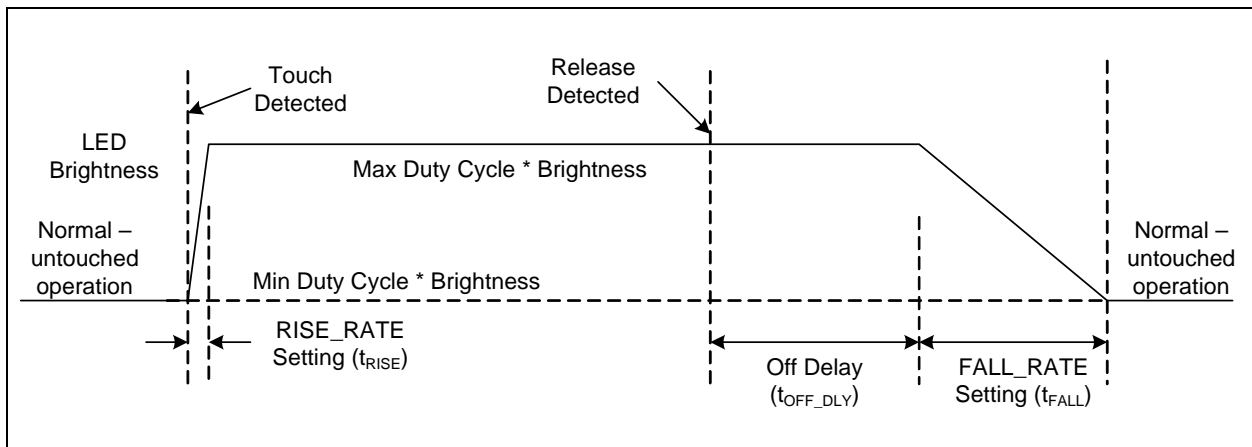 Touch
Detected
Release
Detected
LED
Brightness
Max Duty Cycle * Brightness
Normal –
untouched
operation
Min Duty Cycle * Brightness
Normal –
untouched
operation
RISE_RATE
Setting (tRISE)
Off Delay
(tOFF_DLY)
FALL_RATE
Setting (tFALL)